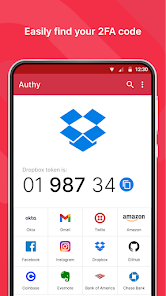 Easily find your 2FA code
12:30
Authy
Dropbox token is:
01 987 34
okta
amazon
Okta
Gmail
Twilio
Amazon
Facebook
Instagram
Dropbox
GitHub
Coinbase
Evernote
Bank of America
Chase Bank